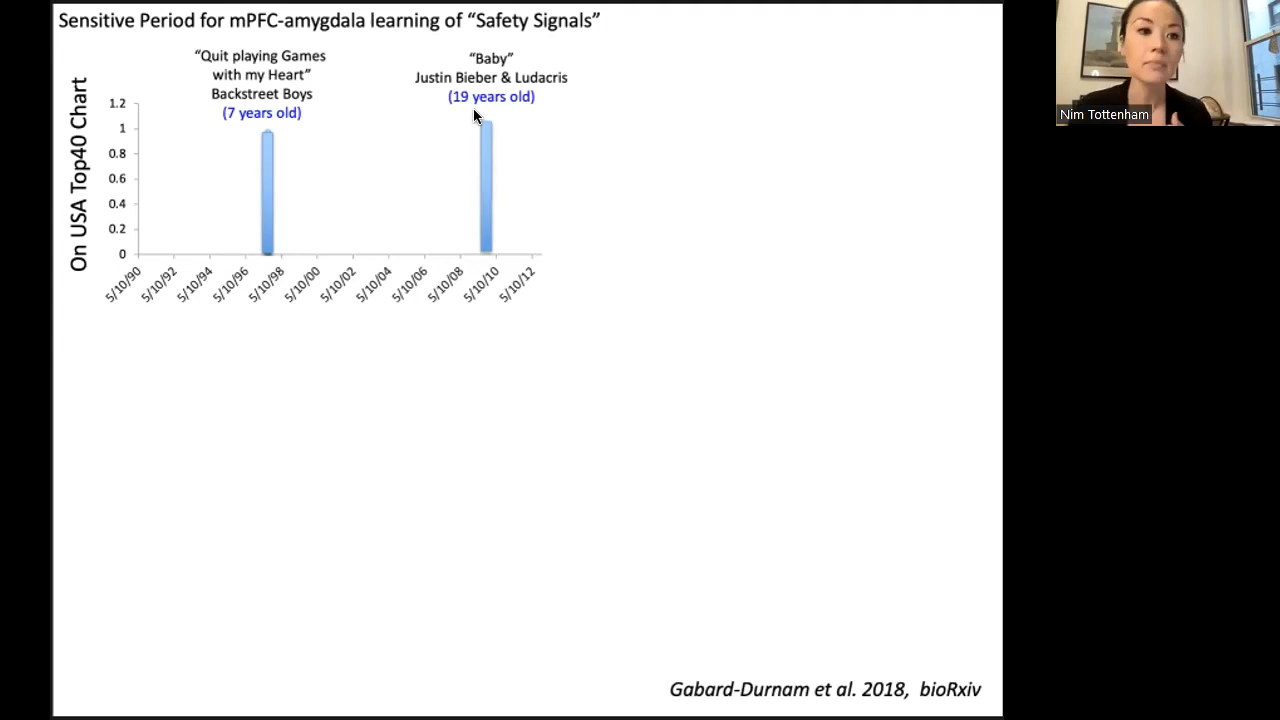 Sensitive Period for mPFC-amygdala learning of “Safety Signals”
“Quit playing Games
with my Heart”
Backstreet Boys
(7 years old)
“Baby”
Justin Bieber & Ludacris
(19 years old)
On USA Top40 Chart
1.2
1
0.8
0.6
0.4
0.2
0
5/10/90
5/10/92
5/10/94
5/10/96
5/10/98
5/10/00
5/10/02
5/10/04
5/10/06
5/10/08
5/10/10
5/10/12
Gabard-Durnam et al. 2018, bioRxiv
Nim Tottenham